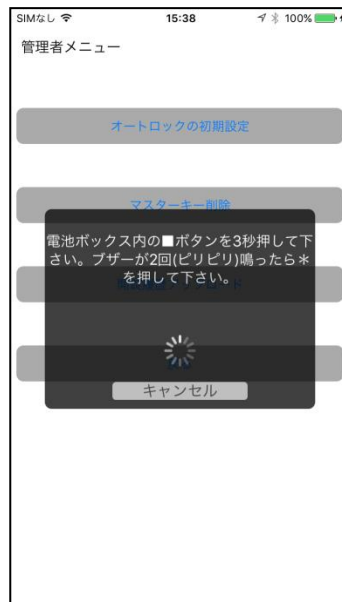 SIMなし 15:38 100%
管理者メニュー
オートロックの初期設定
マスターキー削除
電池ボックス内の■ボタンを3秒押して下
さい。ブザーが2回(ピリピリ)鳴ったら＊
を押して下さい。
キャンセル